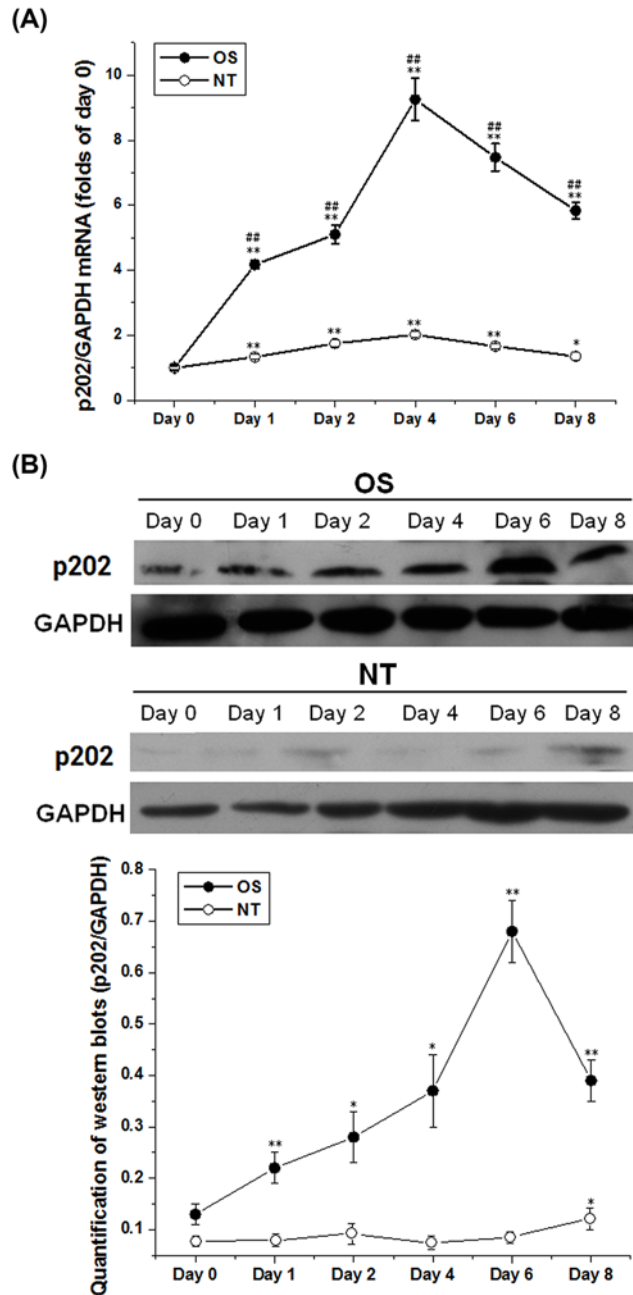 (A)
OS
NT
p202/GAPDH mRNA (folds of day 0)
10
8
6
4
2
0
##
**
##
**
##
**
##
**
##
**
**
**
**
**
*
Day 0 Day 1 Day 2 Day 4 Day 6 Day 8
(B)
OS
Day 0 Day 1 Day 2 Day 4 Day 6 Day 8
p202
GAPDH
NT
Day 0 Day 1 Day 2 Day 4 Day 6 Day 8
p202
GAPDH
OS
NT
Quantification of western blots (p202/GAPDH)
0.8
0.7
0.6
0.5
0.4
0.3
0.2
0.1
**
*
*
**
**
*
Day 0 Day 1 Day 2 Day 4 Day 6 Day 8